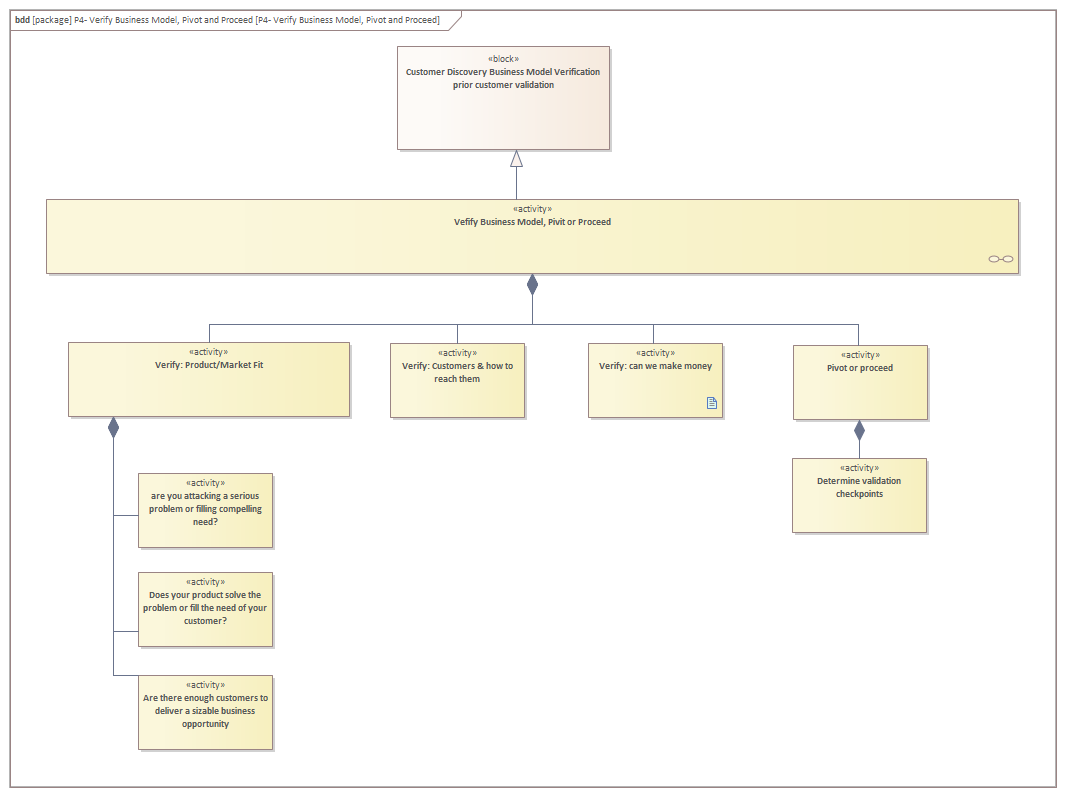 bdd [package] P4- Verify Business Model, Pivot and Proceed [P4- Verify Business Model, Pivot and Proceed]
«block»
Customer Discovery Business Model Verification
prior customer validation
«activity»
Vefify Business Model, Pivit or Proceed
«activity»
Verify: Product/Market Fit
«activity»
Verify: Customers & how to
reach them
«activity»
Verify: can we make money
«activity»
Pivot or proceed
«activity»
are you attacking a serious
problem or filling compelling
need?
«activity»
Does your product solve the
problem or fill the need of your
customer?
«activity»
Are there enough customers to
deliver a sizable business
opportunity
«activity»
Determine validation
checkpoints